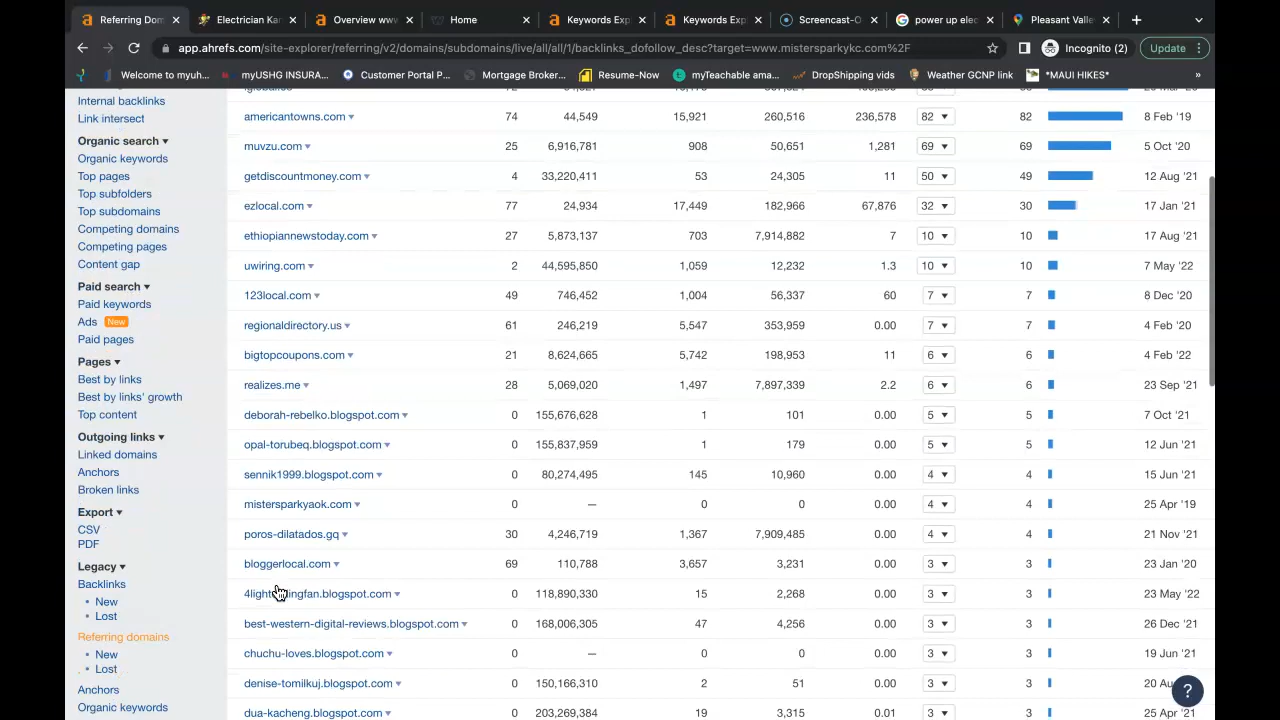 Referring Domains
Electrician Kan
Overview www
Home
Keywords Exp
Keywords Exp
Screencast-O
power up elec
Pleasant Valle
app.ahrefs.com/site-explorer/referring/v2/domains/subdomains/live/all/all/1/backlinks_dofollow_desc?target=www.mistersparkykc.com%2F
Incognito (2)
Update
Welcome to myuh...
myUSHG INSURA...
Customer Portal P...
Mortgage Broker...
Resume-Now
myTeachable ama...
DropShipping vids
Weather GCNP link
*MAUI HIKES*
»
Internal backlinks
Link intersect
Organic search
Organic keywords
Top pages
Top subfolders
Top subdomains
Competing domains
Competing pages
Content gap
Paid search
Paid keywords
Ads New
Paid pages
Pages
Best by links
Best by links' growth
Top content
Outgoing links
Linked domains
Anchors
Broken links
Export
CSV
PDF
Legacy
Backlinks
• New
• Lost
Referring domains
• New
• Lost
Anchors
Organic keywords
americantowns.com 74 44,549 15,921 260,516 236,578 82 82 8 Feb '19
muvzu.com 25 6,916,781 908 50,651 1,281 69 69 5 Oct '20
getdiscountmoney.com 4 33,220,411 53 24,305 11 50 49 12 Aug '21
ezlocal.com 77 24,934 17,449 182,966 67,876 32 30 17 Jan '21
ethiopiannewstoday.com 27 5,873,137 703 7,914,882 7 10 10 17 Aug '21
uwiring.com 2 44,595,850 1,059 12,232 1.3 10 10 7 May '22
123local.com 49 746,452 1,004 56,337 60 7 7 8 Dec '20
regionaldirectory.us 61 246,219 5,547 353,959 0.00 7 7 4 Feb '20
bigtopcoupons.com 21 8,624,665 5,742 198,953 11 6 6 4 Feb '22
realizes.me 28 5,069,020 1,497 7,897,339 2.2 6 6 23 Sep '21
deborah-rebelko.blogspot.com 0 155,676,628 1 101 0.00 5 5 7 Oct '21
opal-torubeq.blogspot.com 0 155,837,959 1 179 0.00 5 5 12 Jun '21
sennik1999.blogspot.com 0 80,274,495 145 10,960 0.00 4 4 15 Jun '21
mistersparkyaok.com 0 — 0 0 0.00 4 4 25 Apr '19
poros-dilatados.gq 30 4,246,719 1,367 7,909,485 0.00 4 4 21 Nov '21
bloggerlocal.com 69 110,788 3,657 3,231 0.00 3 3 23 Jan '20
118,890,330 0 15 2,268 0.00 3 3 23 May '22
best-western-digital-reviews.blogspot.com 0 168,006,305 47 4,256 0.00 3 3 26 Dec '21
chuchu-loves.blogspot.com 0 — 0 0 0.00 3 3 19 Jun '21
denise-tomilkuj.blogspot.com 0 150,166,310 2 51 0.00 3 3 20
dua-kacheng.blogspot.com 0 203,269,384 19 3,315 0.01 3 3 25 Apr '21
?